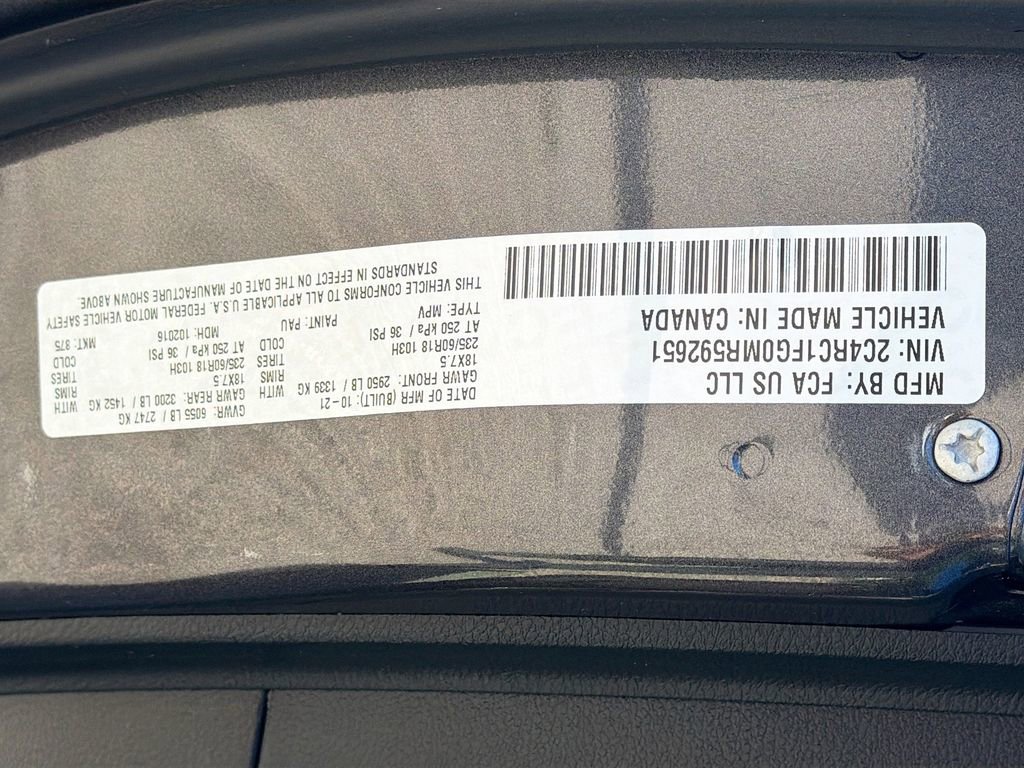 MFD BY: FCA US LLC
VIN: 2C4RC1FG0MR592651
VEHICLE MADE IN: CANADA
DATE OF MFR (BUILT): 10-21
GVWR: 6055 LB / 2747 KG
GAWR FRONT: 2950 LB / 1339 KG WITH
GAWR REAR: 3200 LB / 1452 KG WITH
18X7.5 RIMS
18X7.5 RIMS
235/60R18 103H TIRES
235/60R18 103H TIRES
AT 250 kPa / 36 PSI COLD
AT 250 kPa / 36 PSI COLD
TYPE: MPV
PAINT: PAU
MDH: 102016
MKT: 875
THIS VEHICLE CONFORMS TO ALL APPLICABLE U.S.A. FEDERAL MOTOR VEHICLE SAFETY
STANDARDS IN EFFECT ON THE DATE OF MANUFACTURE SHOWN ABOVE.